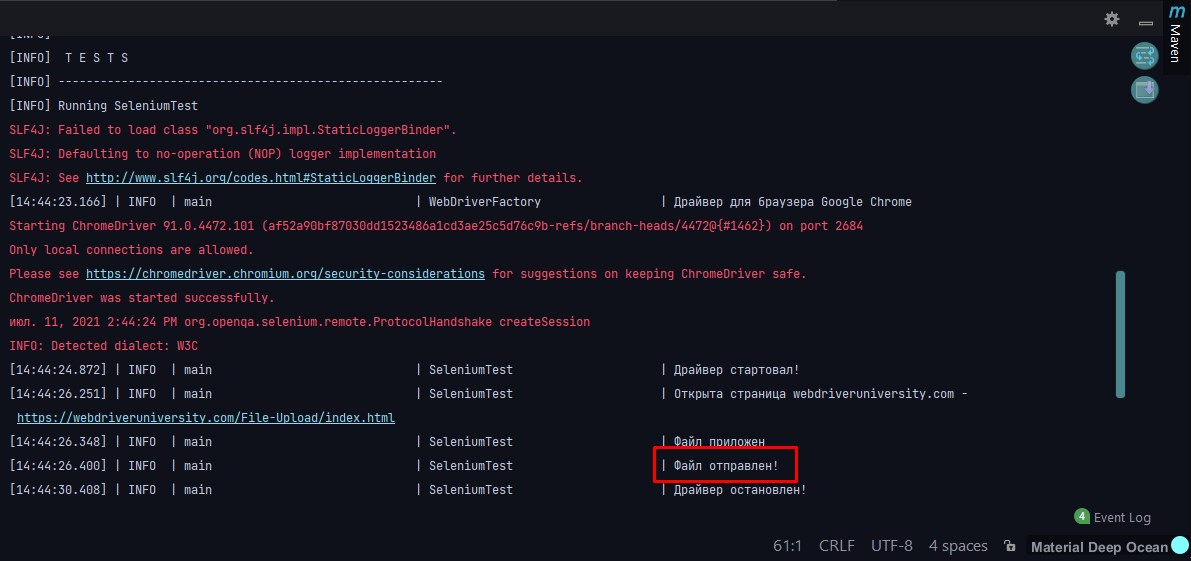 m
Maven
[INFO]
[INFO]  T E S T S
[INFO] -------------------------------------------------------
[INFO] Running SeleniumTest
SLF4J: Failed to load class "org.slf4j.impl.StaticLoggerBinder".
SLF4J: Defaulting to no-operation (NOP) logger implementation
SLF4J: See http://www.slf4j.org/codes.html#StaticLoggerBinder for further details.
[14:44:23.166] | INFO  | main | WebDriverFactory | Драйвер для браузера Google Chrome
Starting ChromeDriver 91.0.4472.101 (af52a90bf87030dd1523486a1cd3ae25c5d76c9b-refs/branch-heads/4472@{#1462}) on port 2684
Only local connections are allowed.
Please see https://chromedriver.chromium.org/security-considerations for suggestions on keeping ChromeDriver safe.
ChromeDriver was started successfully.
июл. 11, 2021 2:44:24 PM org.openqa.selenium.remote.ProtocolHandshake createSession
INFO: Detected dialect: W3C
[14:44:24.872] | INFO  | main | SeleniumTest | Драйвер стартовал!
[14:44:26.251] | INFO  | main | SeleniumTest | Открыта страница webdriveruniversity.com -
https://webdriveruniversity.com/File-Upload/index.html
[14:44:26.348] | INFO  | main | SeleniumTest | Файл приложен
[14:44:26.400] | INFO  | main | SeleniumTest | Файл отправлен!
[14:44:30.408] | INFO  | main | SeleniumTest | Драйвер остановлен!
4 Event Log
61:1 CRLF UTF-8 4 spaces Material Deep Ocean